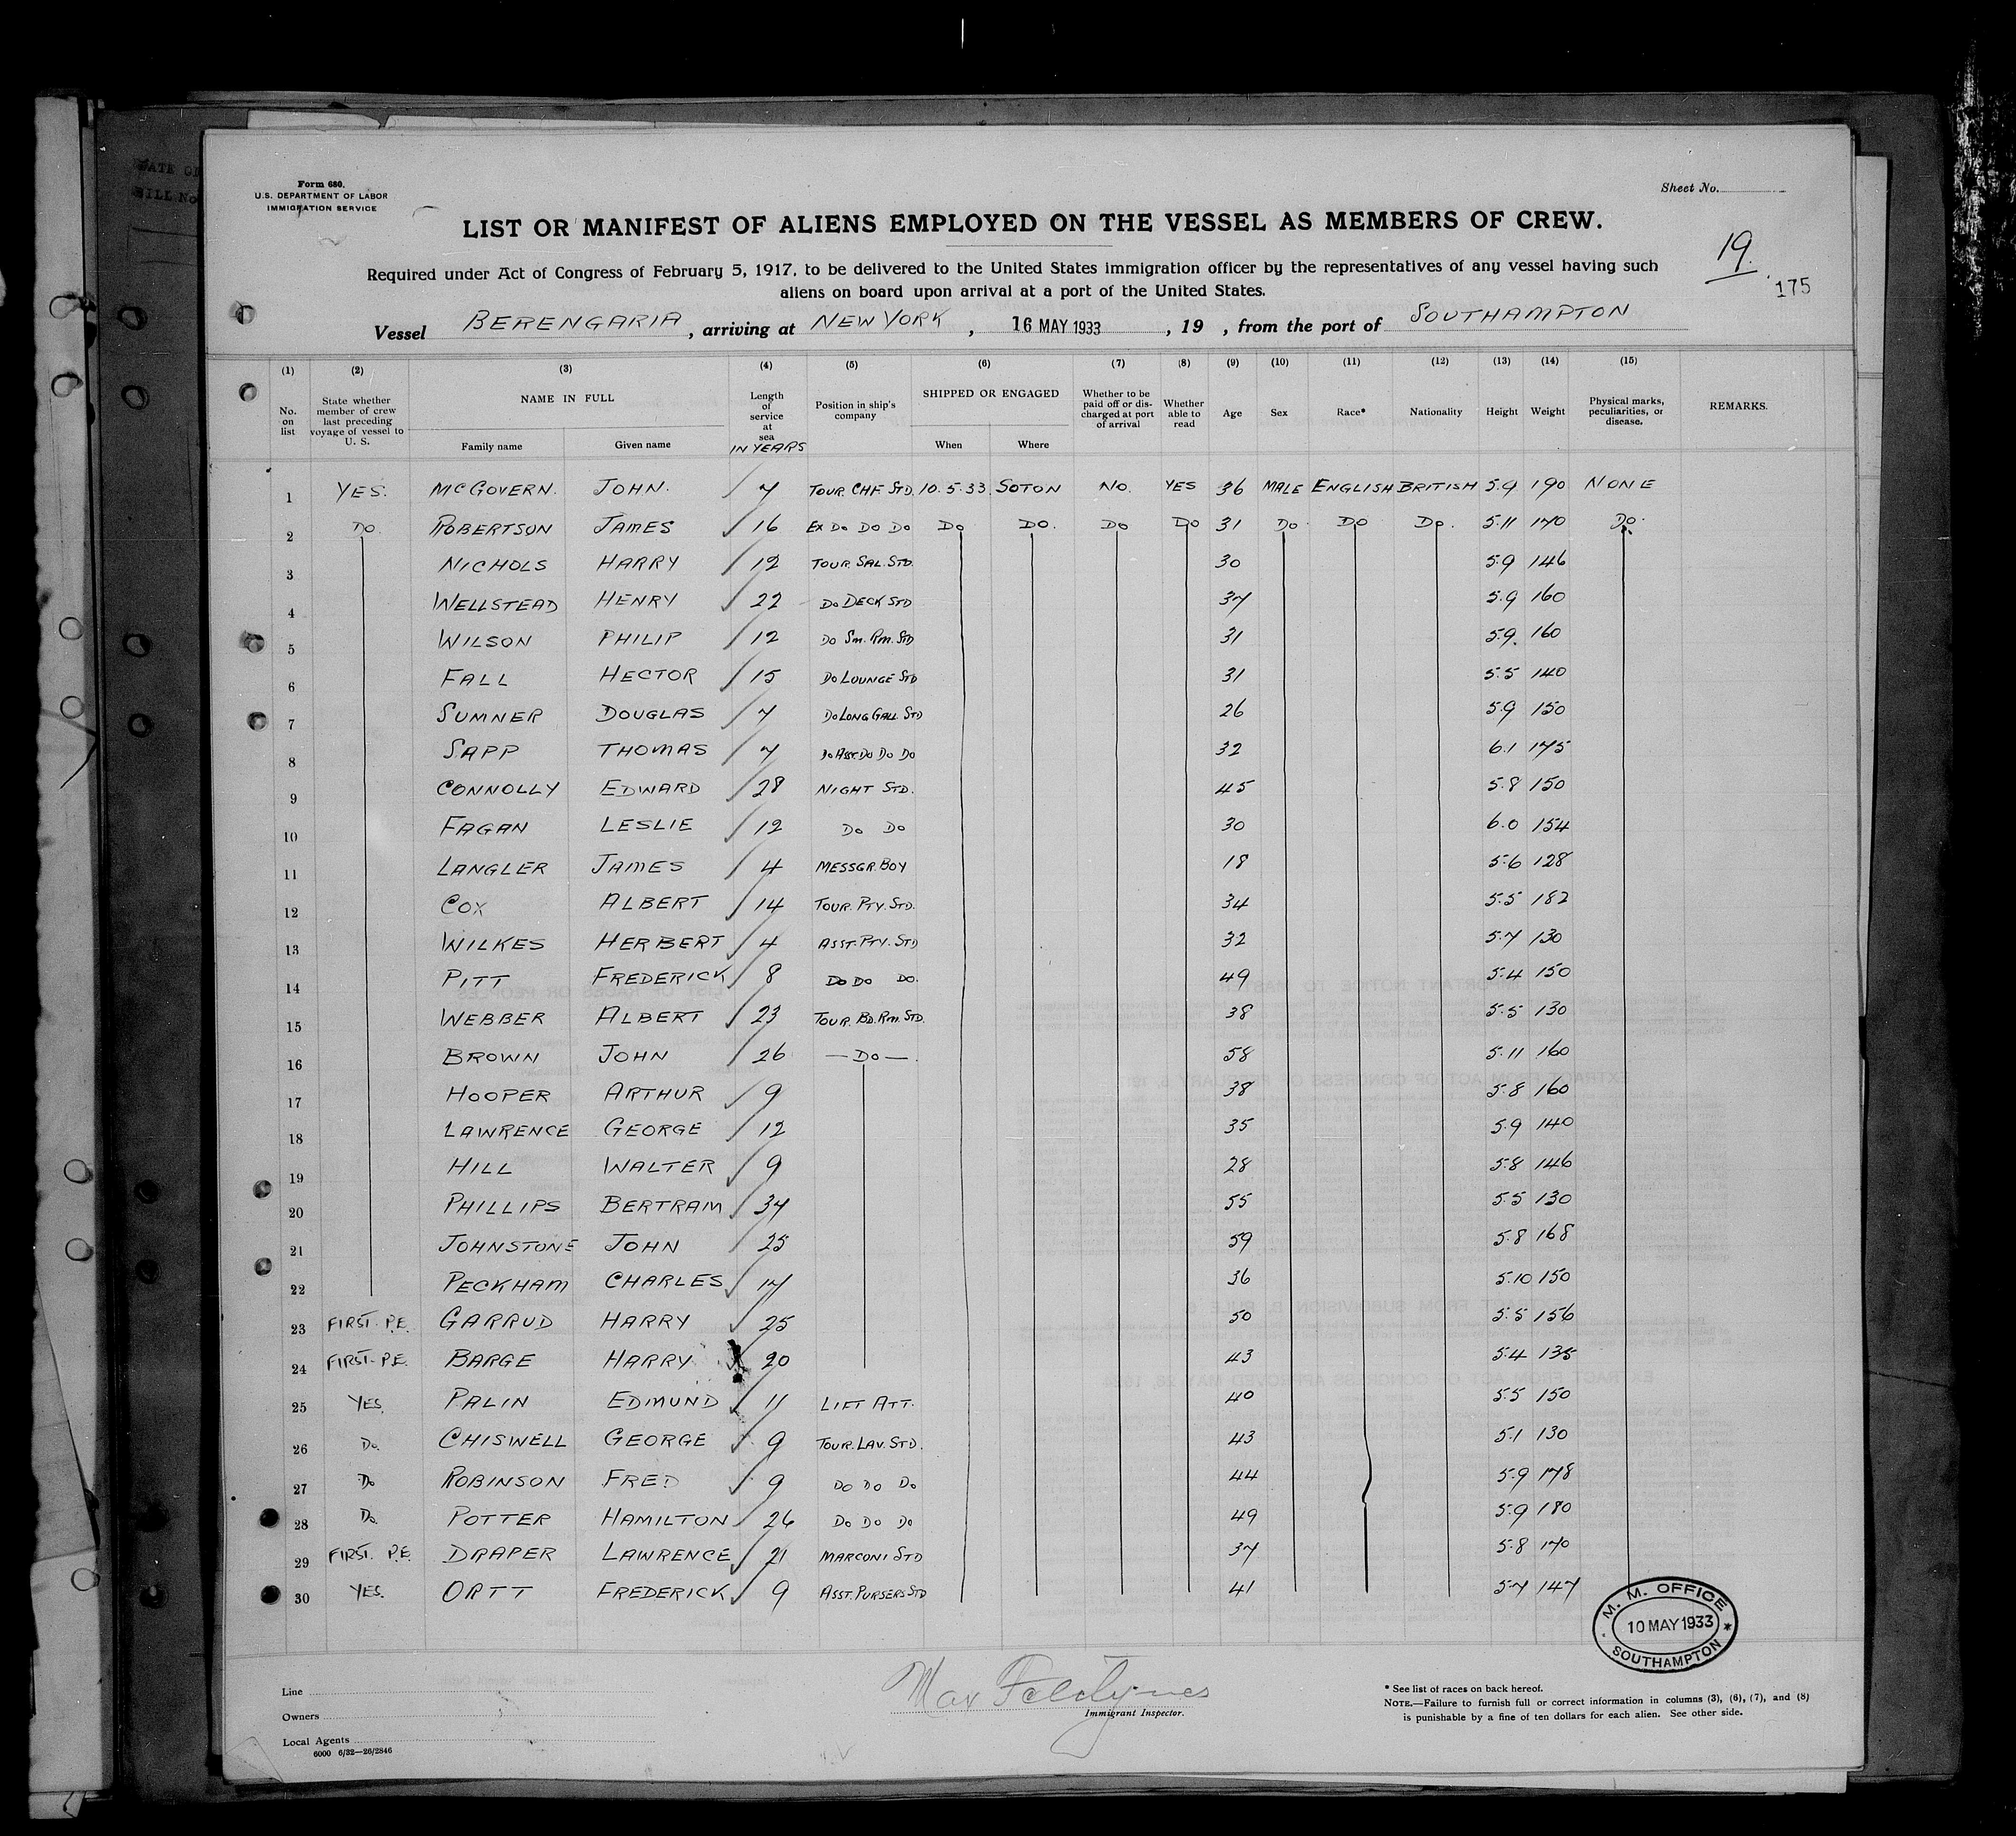 DATE OF
BILL No
Form 680.
U.S. DEPARTMENT OF LABOR
IMMIGRATION SERVICE
Sheet No.
LIST OR MANIFEST OF ALIENS EMPLOYED ON THE VESSEL AS MEMBERS OF CREW.
19.
175
Required under Act of Congress of February 5, 1917, to be delivered to the United States immigration officer by the representatives of any vessel having such
aliens on board upon arrival at a port of the United States.
Vessel BERENGARIA, arriving at NEW YORK, 16 MAY 1933, 19 , from the port of SOUTHAMPTON
(1) (2) (3) (4) (5) (6) (7) (8) (9) (10) (11) (12) (13) (14) (15)
No. on list State whether member of crew last preceding voyage of vessel to U. S. NAME IN FULL Family name Given name Length of service at sea IN YEARS Position in ship's company SHIPPED OR ENGAGED When Where Whether to be paid off or discharged at port of arrival Whether able to read Age Sex Race* Nationality Height Weight Physical marks, peculiarities, or disease. REMARKS.
1 YES. McGOVERN. JOHN. 7 TOUR. CHF. STD. 10.5.33. SOTON NO. YES 36 MALE ENGLISH BRITISH 5.9 190 NONE
2 DO. ROBERTSON JAMES 16 EX DO DO DO DO DO. DO DO 31 DO DO DO. 5.11 170 DO.
3 NICHOLS HARRY 12 TOUR. SAL. STD. 30 5.9 146
4 WELLSTEAD HENRY 22 DO DECK STD 37 5.9 160
5 WILSON PHILIP 12 DO SM. RM. STD 31 5.9. 160
6 FALL HECTOR 15 DO LOUNGE STD 31 5.5 140
7 SUMNER DOUGLAS 7 DO LONG GALL STD 26 5.9 150
8 SAPP THOMAS 7 DO ASST. DO DO DO 32 6.1 175
9 CONNOLLY EDWARD 28 NIGHT STD. 45 5.8 150
10 FAGAN LESLIE 12 DO DO 30 6.0 154
11 LANGLER JAMES 4 MESSGR. BOY 18 5.6 128
12 COX ALBERT 14 TOUR. PTY. STD. 34 5.5 182
13 WILKES HERBERT 4 ASST. PTY. STD 32 5.7 130
14 PITT FREDERICK 8 DO DO DO. 49 5.4 150
15 WEBBER ALBERT 23 TOUR. BD. RM. STD. 38 5.5 130
16 BROWN JOHN 26 — DO —. 58 5.11 160
17 HOOPER ARTHUR 9 38 5.8 160
18 LAWRENCE GEORGE 12 35 5.9 140
19 HILL WALTER 9 28 5.8 146
20 PHILLIPS BERTRAM 34 55 5.5 130
21 JOHNSTONE JOHN 25 59 5.8 168
22 PECKHAM CHARLES 17 36 5.10 150
23 FIRST. P.E. GARRUD HARRY 25 50 5.5 156
24 FIRST. P.E. BARGE HARRY 20 43 5.4 135
25 YES. PALIN EDMUND 11 LIFT ATT. 40 5.5 150
26 DO. CHISWELL GEORGE 9 TOUR. LAV. STD. 43 5.1 130
27 DO ROBINSON FRED 9 DO DO DO 44 5.9 178
28 DO. POTTER HAMILTON 26 DO DO DO 49 5.9 180
29 FIRST. P.E. DRAPER LAWRENCE 21 MARCONI STD 37 5.8 170
30 YES. ORTT FREDERICK 9 ASST. PURSERS STD 41 5.7 147
M. M. OFFICE
10 MAY 1933
SOUTHAMPTON
Line
Owners
Local Agents
6000 6/32—26/2846
Max
Immigrant Inspector.
* See list of races on back hereof.
NOTE.—Failure to furnish full or correct information in columns (3), (6), (7), and (8)
is punishable by a fine of ten dollars for each alien. See other side.